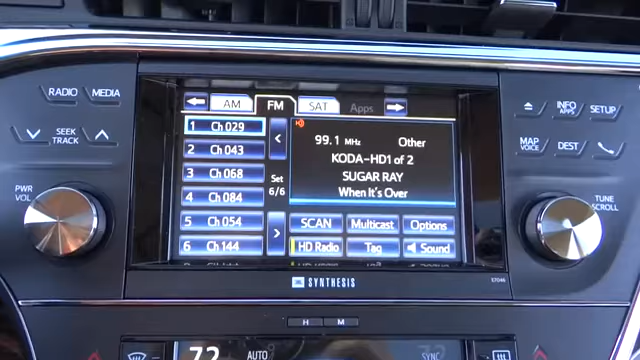 RADIO MEDIA
SEEK
TRACK
PWR
VOL
AM FM SAT Apps
1 Ch 029
2 Ch 043
3 Ch 068
4 Ch 084
5 Ch 054
6 Ch 144
Set
6/6
99.1 MHz Other
KODA-HD1 of 2
SUGAR RAY
When It's Over
SCAN Multicast Options
HD Radio Tag Sound
INFO
APPS
SETUP
MAP
VOICE
DEST
TUNE
SCROLL
JBL SYNTHESIS
E7046
H M
72 AUTO SYNC